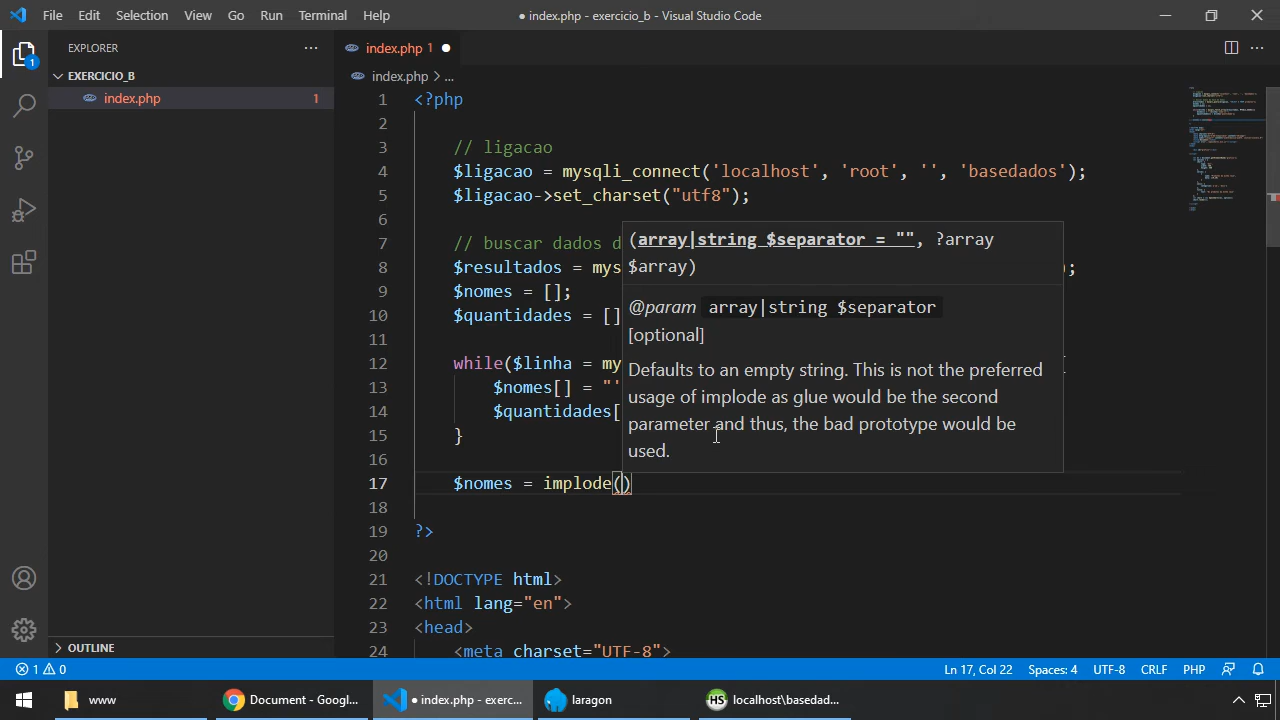 File Edit Selection View Go Run Terminal Help
● index.php - exercicio_b - Visual Studio Code
EXPLORER
index.php 1
1
EXERCICIO_B
index.php 1
index.php > ...
1 <?php
2
3 // ligacao
4 $ligacao = mysqli_connect('localhost', 'root', '', 'basedados');
5 $ligacao->set_charset("utf8");
6
7 // buscar dados d
8 $resultados = mys );
9 $nomes = [];
10 $quantidades = []
11
12 while($linha = my
13 $nomes[] = "'
14 $quantidades[
15 }
16
17 $nomes = implode()
18
19 ?>
20
21 <!DOCTYPE html>
22 <html lang="en">
23 <head>
24 <meta charset="UTF-8">
(array|string $separator = "", ?array
$array)
@param array|string $separator
[optional]
Defaults to an empty string. This is not the preferred
usage of implode as glue would be the second
parameter and thus, the bad prototype would be
used.
OUTLINE
1 0 Ln 17, Col 22 Spaces: 4 UTF-8 CRLF PHP
www
Document - Googl...
● index.php - exerc...
laragon
HS
localhost\basedad...